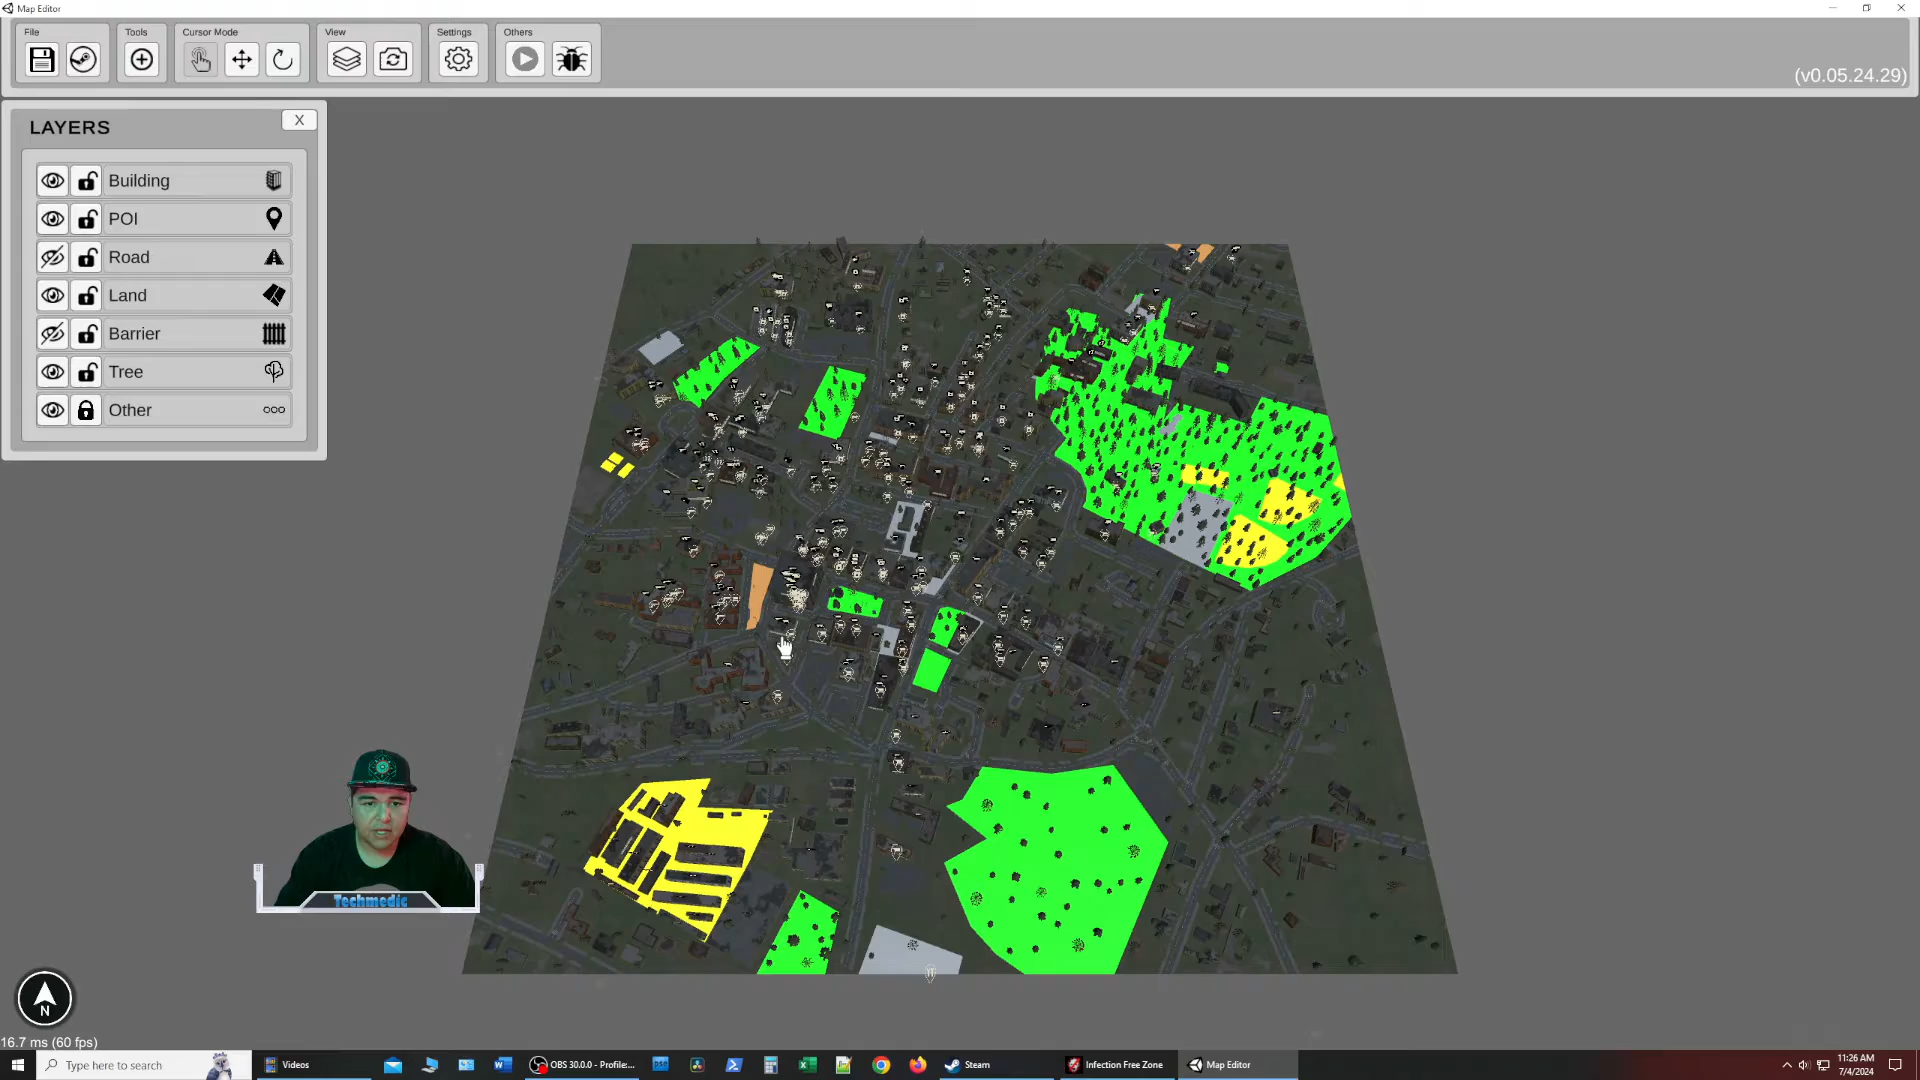 Map Editor
File
Tools
Cursor Mode
View
Settings
Others
(v0.05.24.29)
LAYERS
X
Building
POI
Road
Land
Barrier
Tree
Other
Techmedic
N
16.7 ms (60 fps)
Type here to search
Videos
OBS 30.0.0 - Profile:...
Steam
Infection Free Zone
Map Editor
11:26 AM
7/4/2024